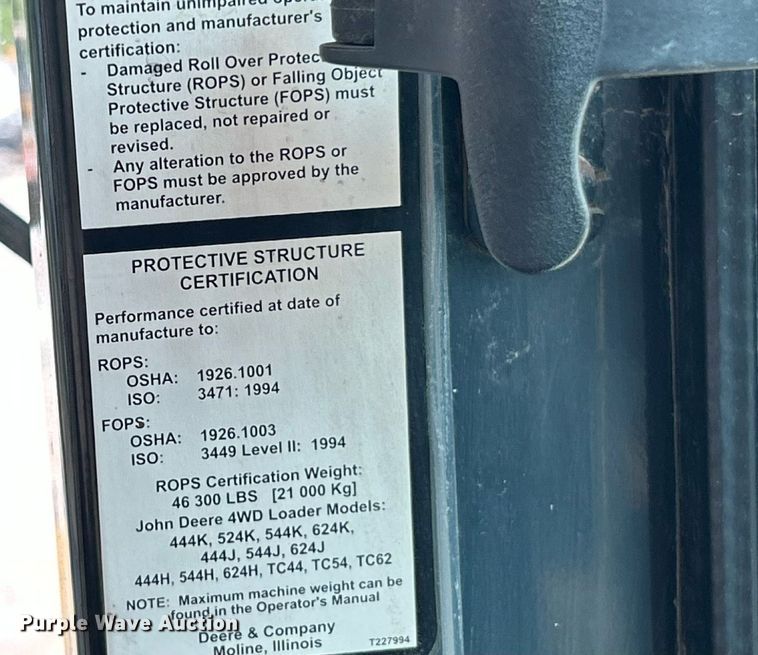 To maintain unimpaired
protection and manufacturer's
certification:
- Damaged Roll Over
Structure (ROPS) or Falling Object
Protective Structure (FOPS) must
be replaced, not repaired or
revised.
- Any alteration to the ROPS or
FOPS must be approved by the
manufacturer.
PROTECTIVE STRUCTURE
CERTIFICATION
Performance certified at date of
manufacture to:
ROPS:
OSHA: 1926.1001
ISO: 3471: 1994
FOPS:
OSHA: 1926.1003
ISO: 3449 Level II: 1994
ROPS Certification Weight:
46 300 LBS [21 000 Kg]
John Deere 4WD Loader Models:
444K, 524K, 544K, 624K,
444J, 544J, 624J
444H, 544H, 624H, TC44, TC54, TC62
NOTE: Maximum machine weight can be
found in the Operator's Manual
Deere & Company
Moline, Illinois
T227994
Purple Wave Auction